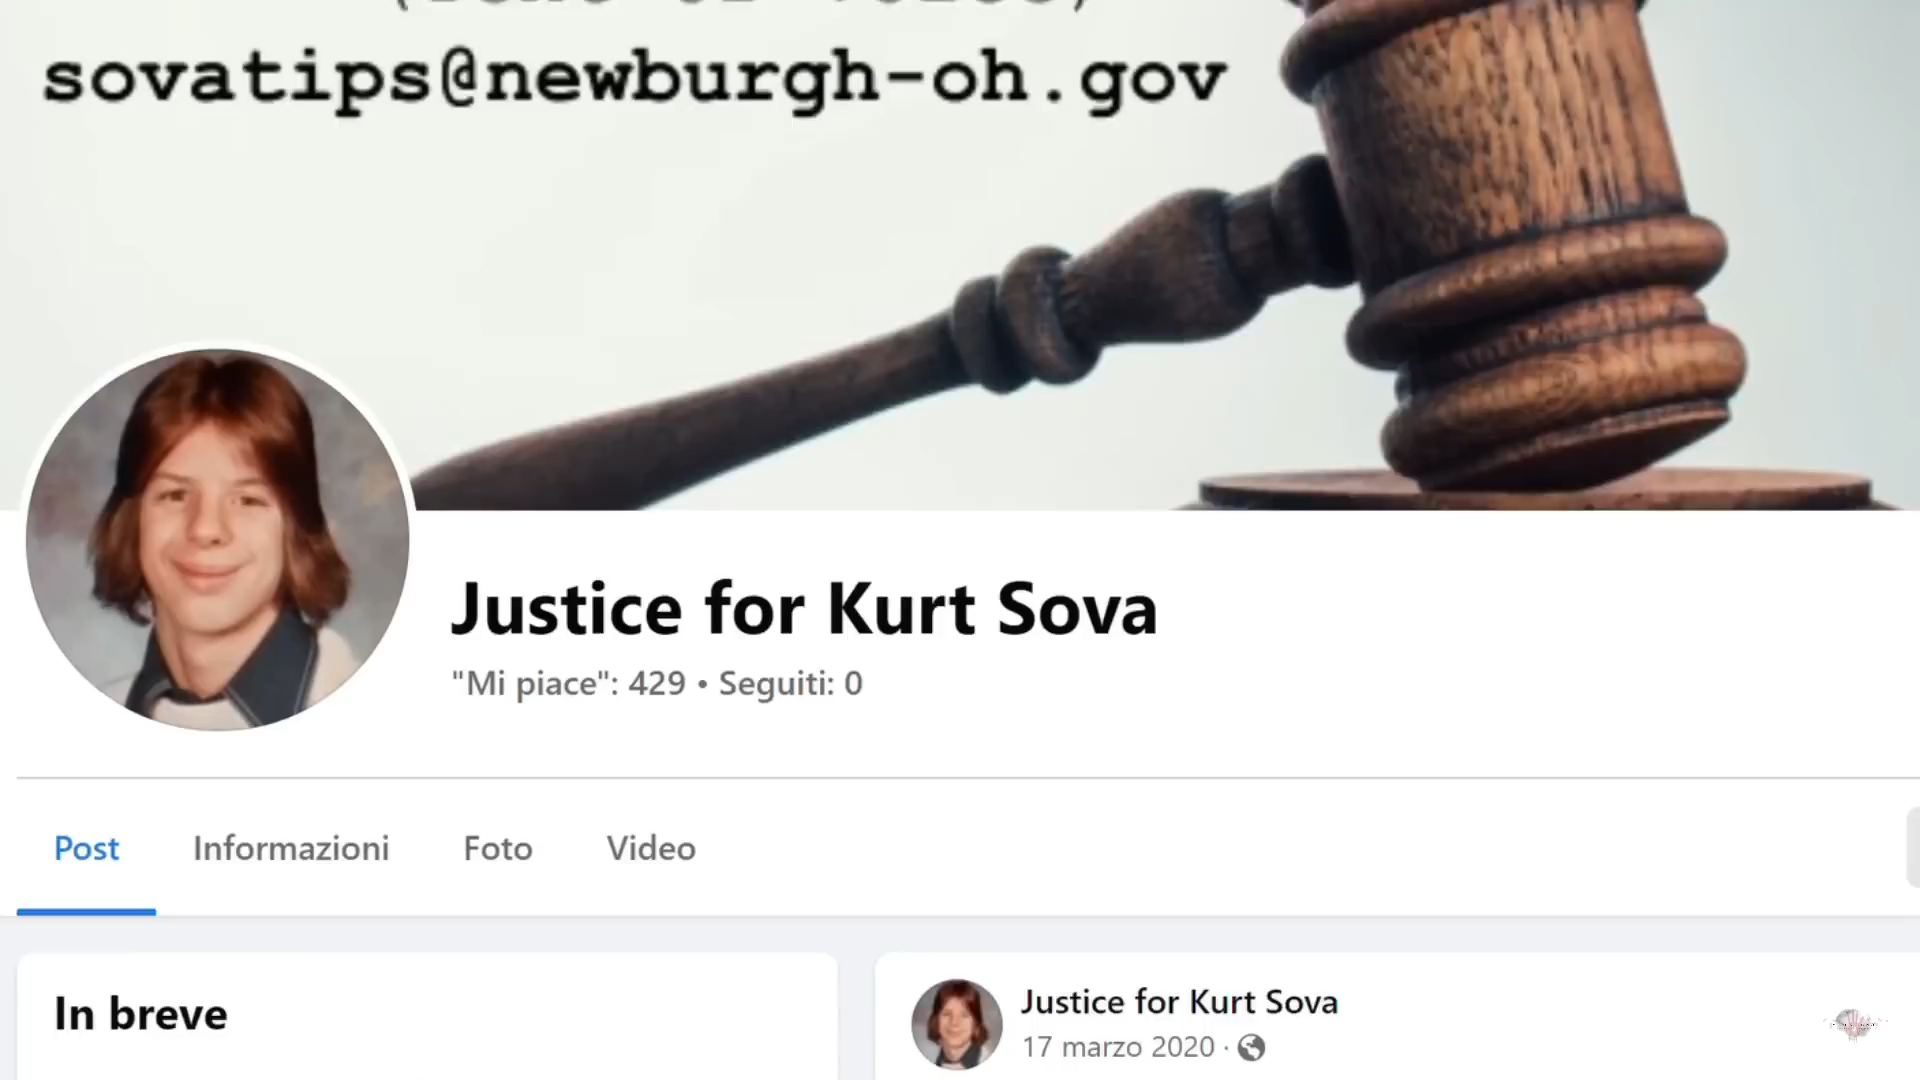 sovatips@newburgh-oh.gov
Justice for Kurt Sova
"Mi piace": 429 • Seguiti: 0
Post Informazioni Foto Video
In breve
Justice for Kurt Sova
17 marzo 2020 ·